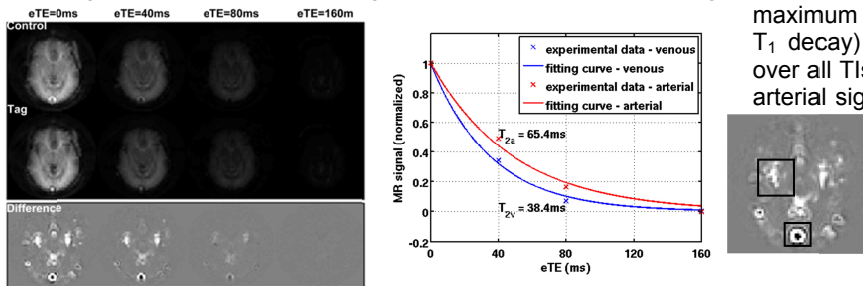 eTE=0ms eTE=40ms eTE=80ms eTE=160m
Control
Tag
Difference
MR signal (normalized)
1
0.8
0.6
0.4
0.2
0
-0.2
× experimental data - venous
fitting curve - venous
× experimental data - arterial
fitting curve - arterial
T2a = 65.4ms
T2v = 38.4ms
0 40 80 120 160
eTE (ms)
maximum
T1 decay)
over all TIs
arterial sig